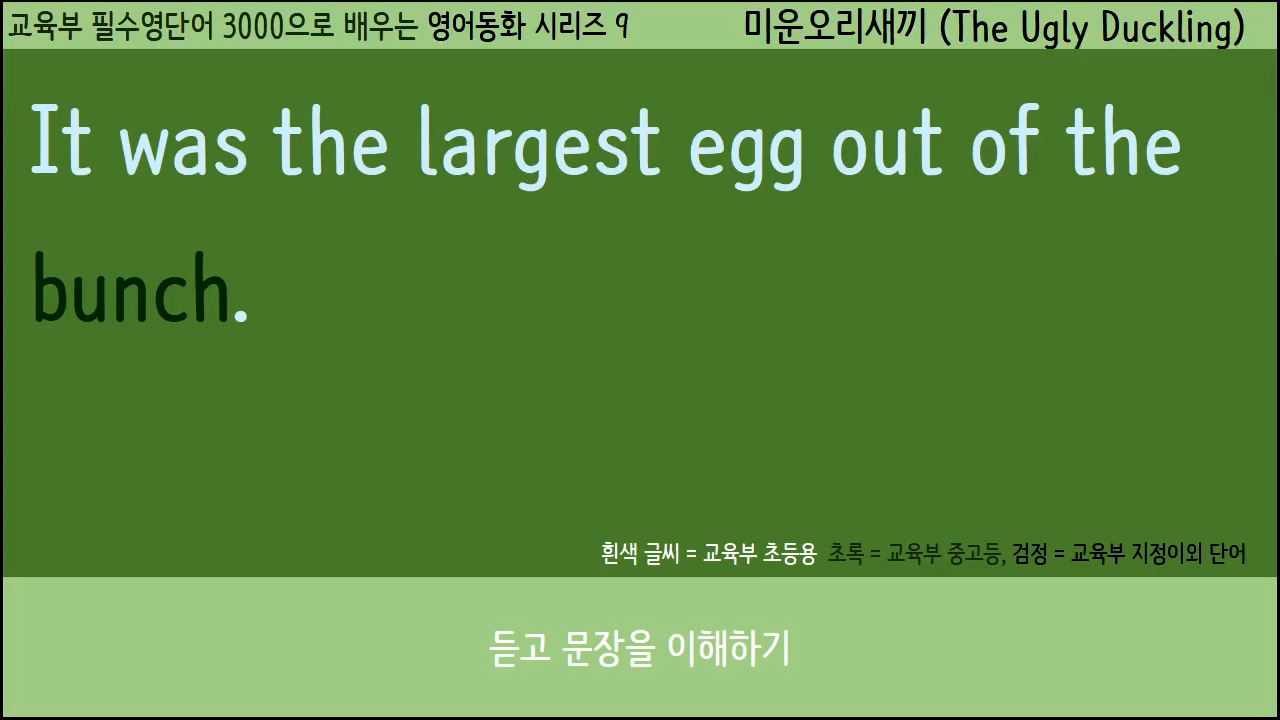 교육부 필수영단어 3000으로 배우는 영어동화 시리즈 9
미운오리새끼 (The Ugly Duckling)
It was the largest egg out of the
bunch.
흰색 글씨 = 교육부 초등용 초록 = 교육부 중고등, 검정 = 교육부 지정이외 단어
듣고 문장을 이해하기